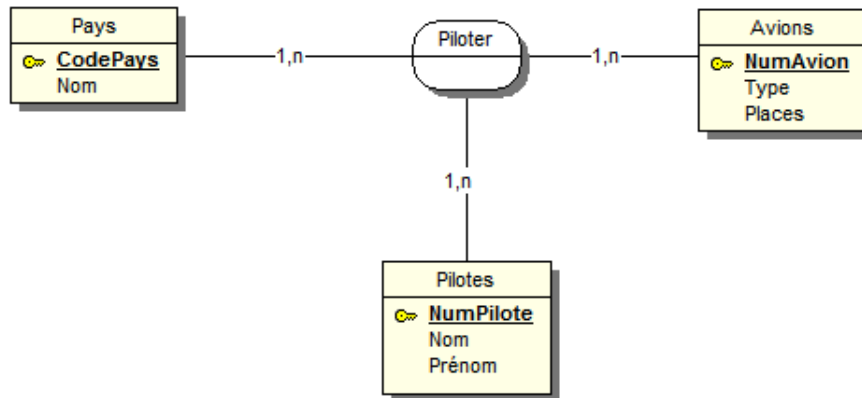 Pays
CodePays
Nom
1,n
Piloter
1,n
Avions
NumAvion
Type
Places
1,n
Pilotes
NumPilote
Nom
Prénom